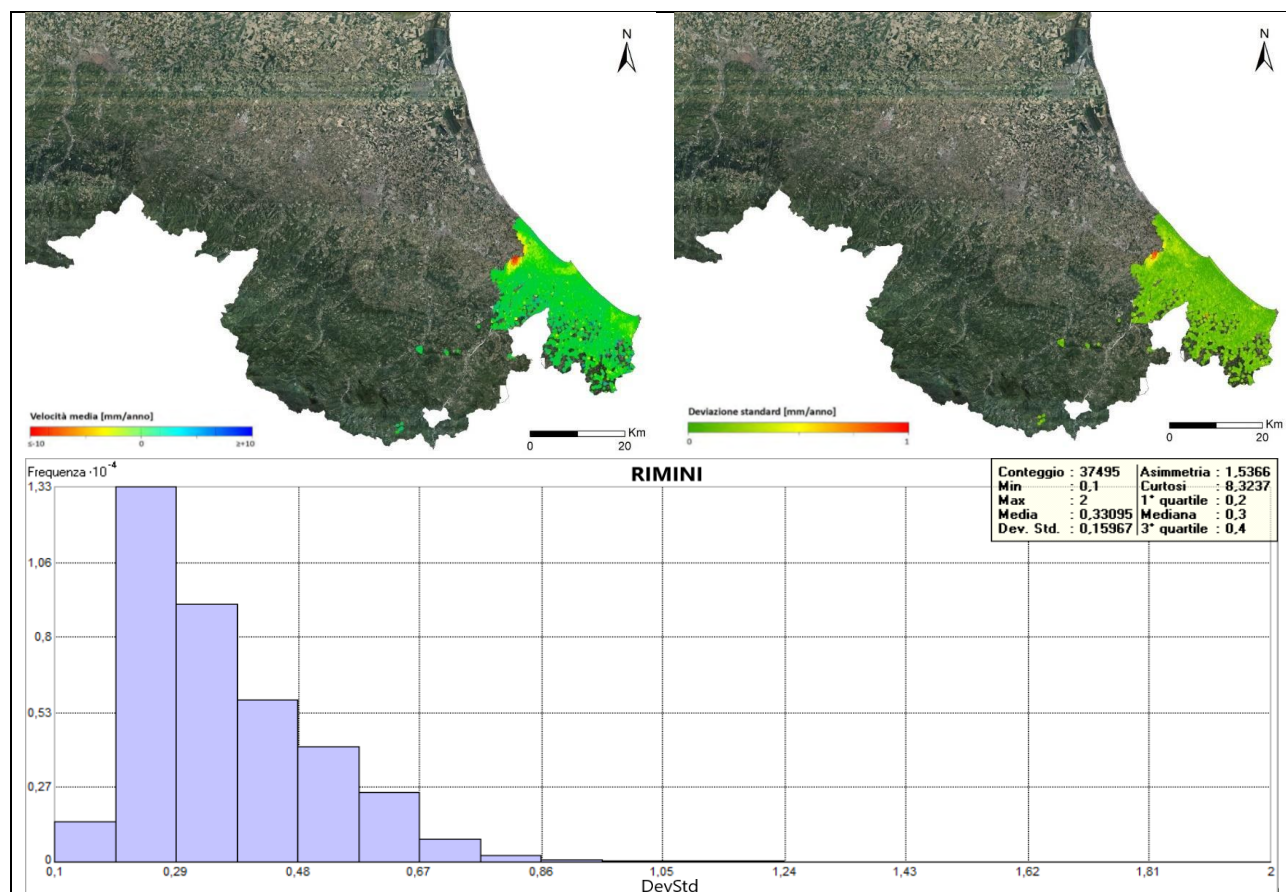 N
N
Velocità media [mm/anno]
≤-10 0 ≥+10
0 20 Km
Deviazione standard [mm/anno]
0 1
0 20 Km
Frequenza ·10⁻⁴
RIMINI
Conteggio : 37495 Asimmetria : 1,5366
Min : 0,1 Curtosi : 8,3237
Max : 2 1° quartile : 0,2
Media : 0,33095 Mediana : 0,3
Dev. Std. : 0,15967 3° quartile : 0,4
1,33
1,06
0,8
0,53
0,27
0
0,1 0,29 0,48 0,67 0,86 1,05 1,24 1,43 1,62 1,81 2
DevStd